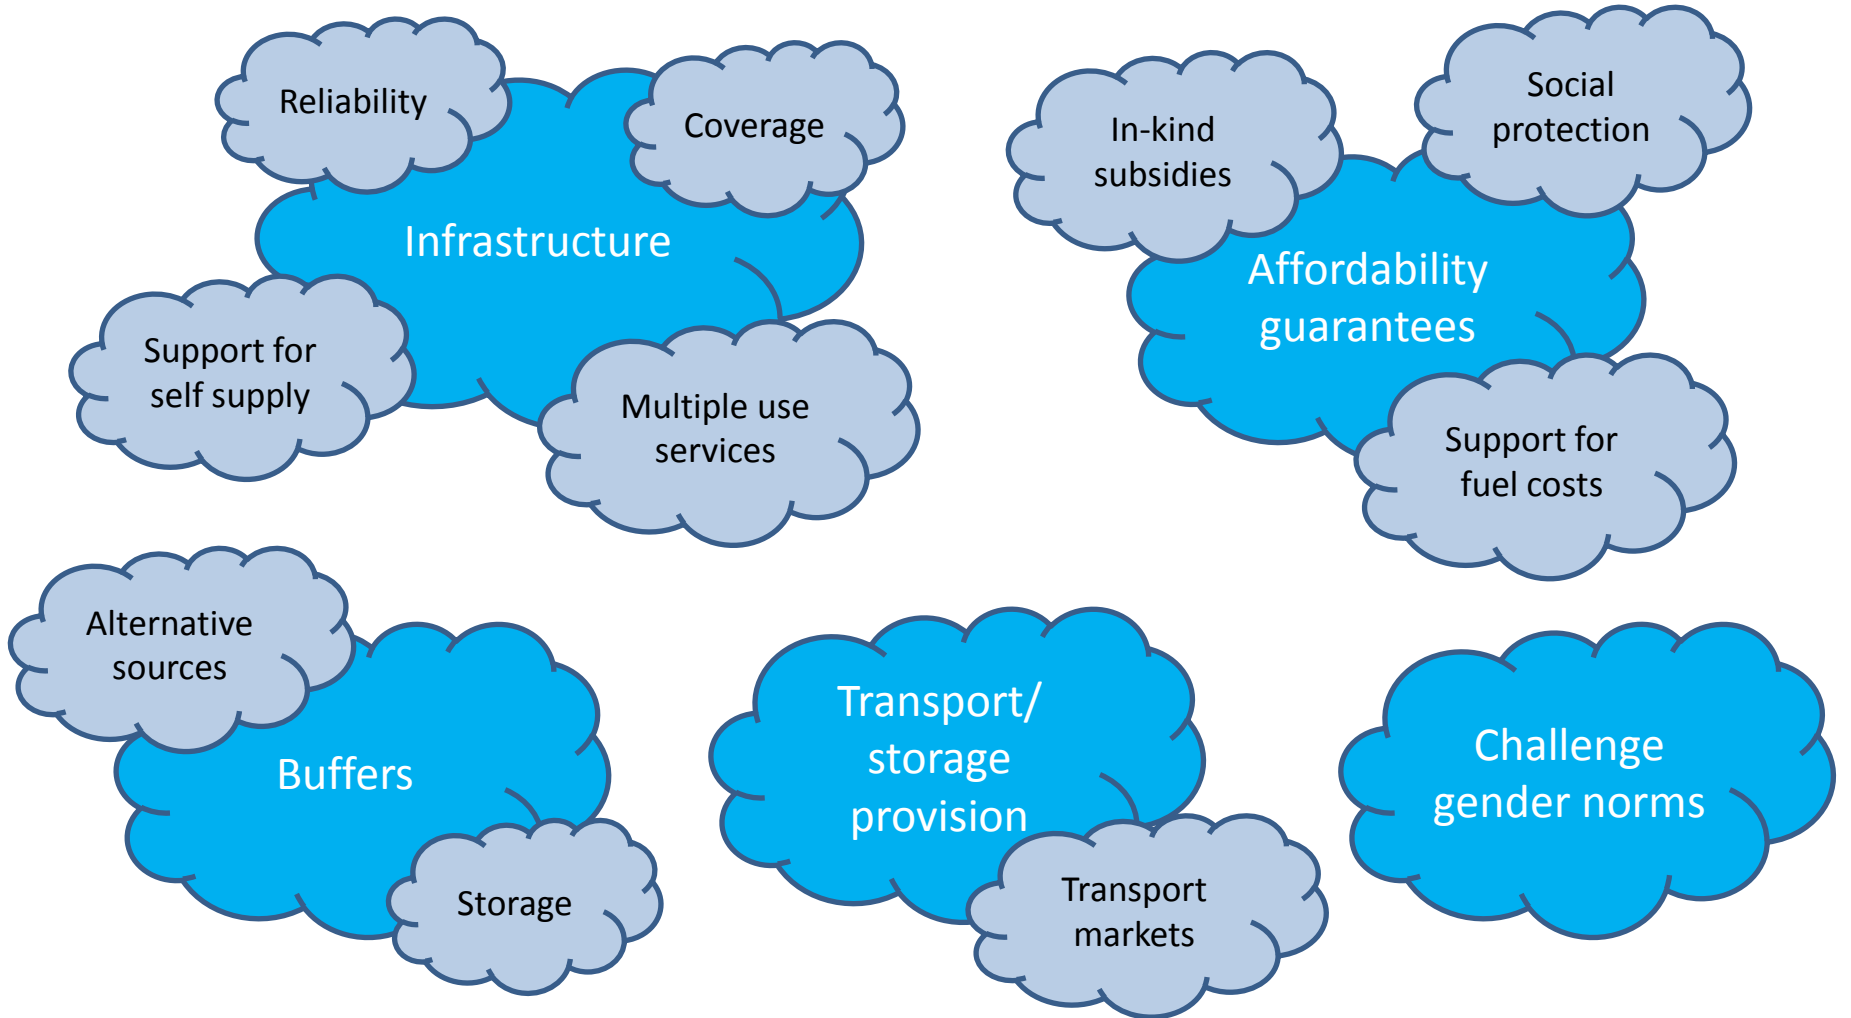 Reliability
Coverage
Infrastructure
Support for
self supply
Multiple use
services
In-kind
subsidies
Social
protection
Affordability
guarantees
Support for
fuel costs
Alternative
sources
Buffers
Storage
Transport/
storage
provision
Transport
markets
Challenge
gender norms